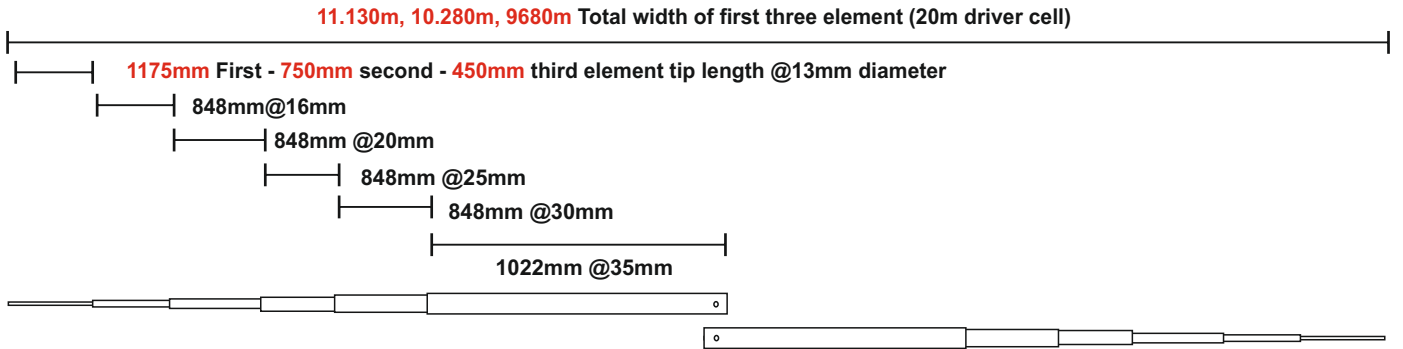 11.130m, 10.280m, 9680m Total width of first three element (20m driver cell)
1175mm First - 750mm second - 450mm third element tip length @13mm diameter
848mm@16mm
848mm @20mm
848mm @25mm
848mm @30mm
1022mm @35mm